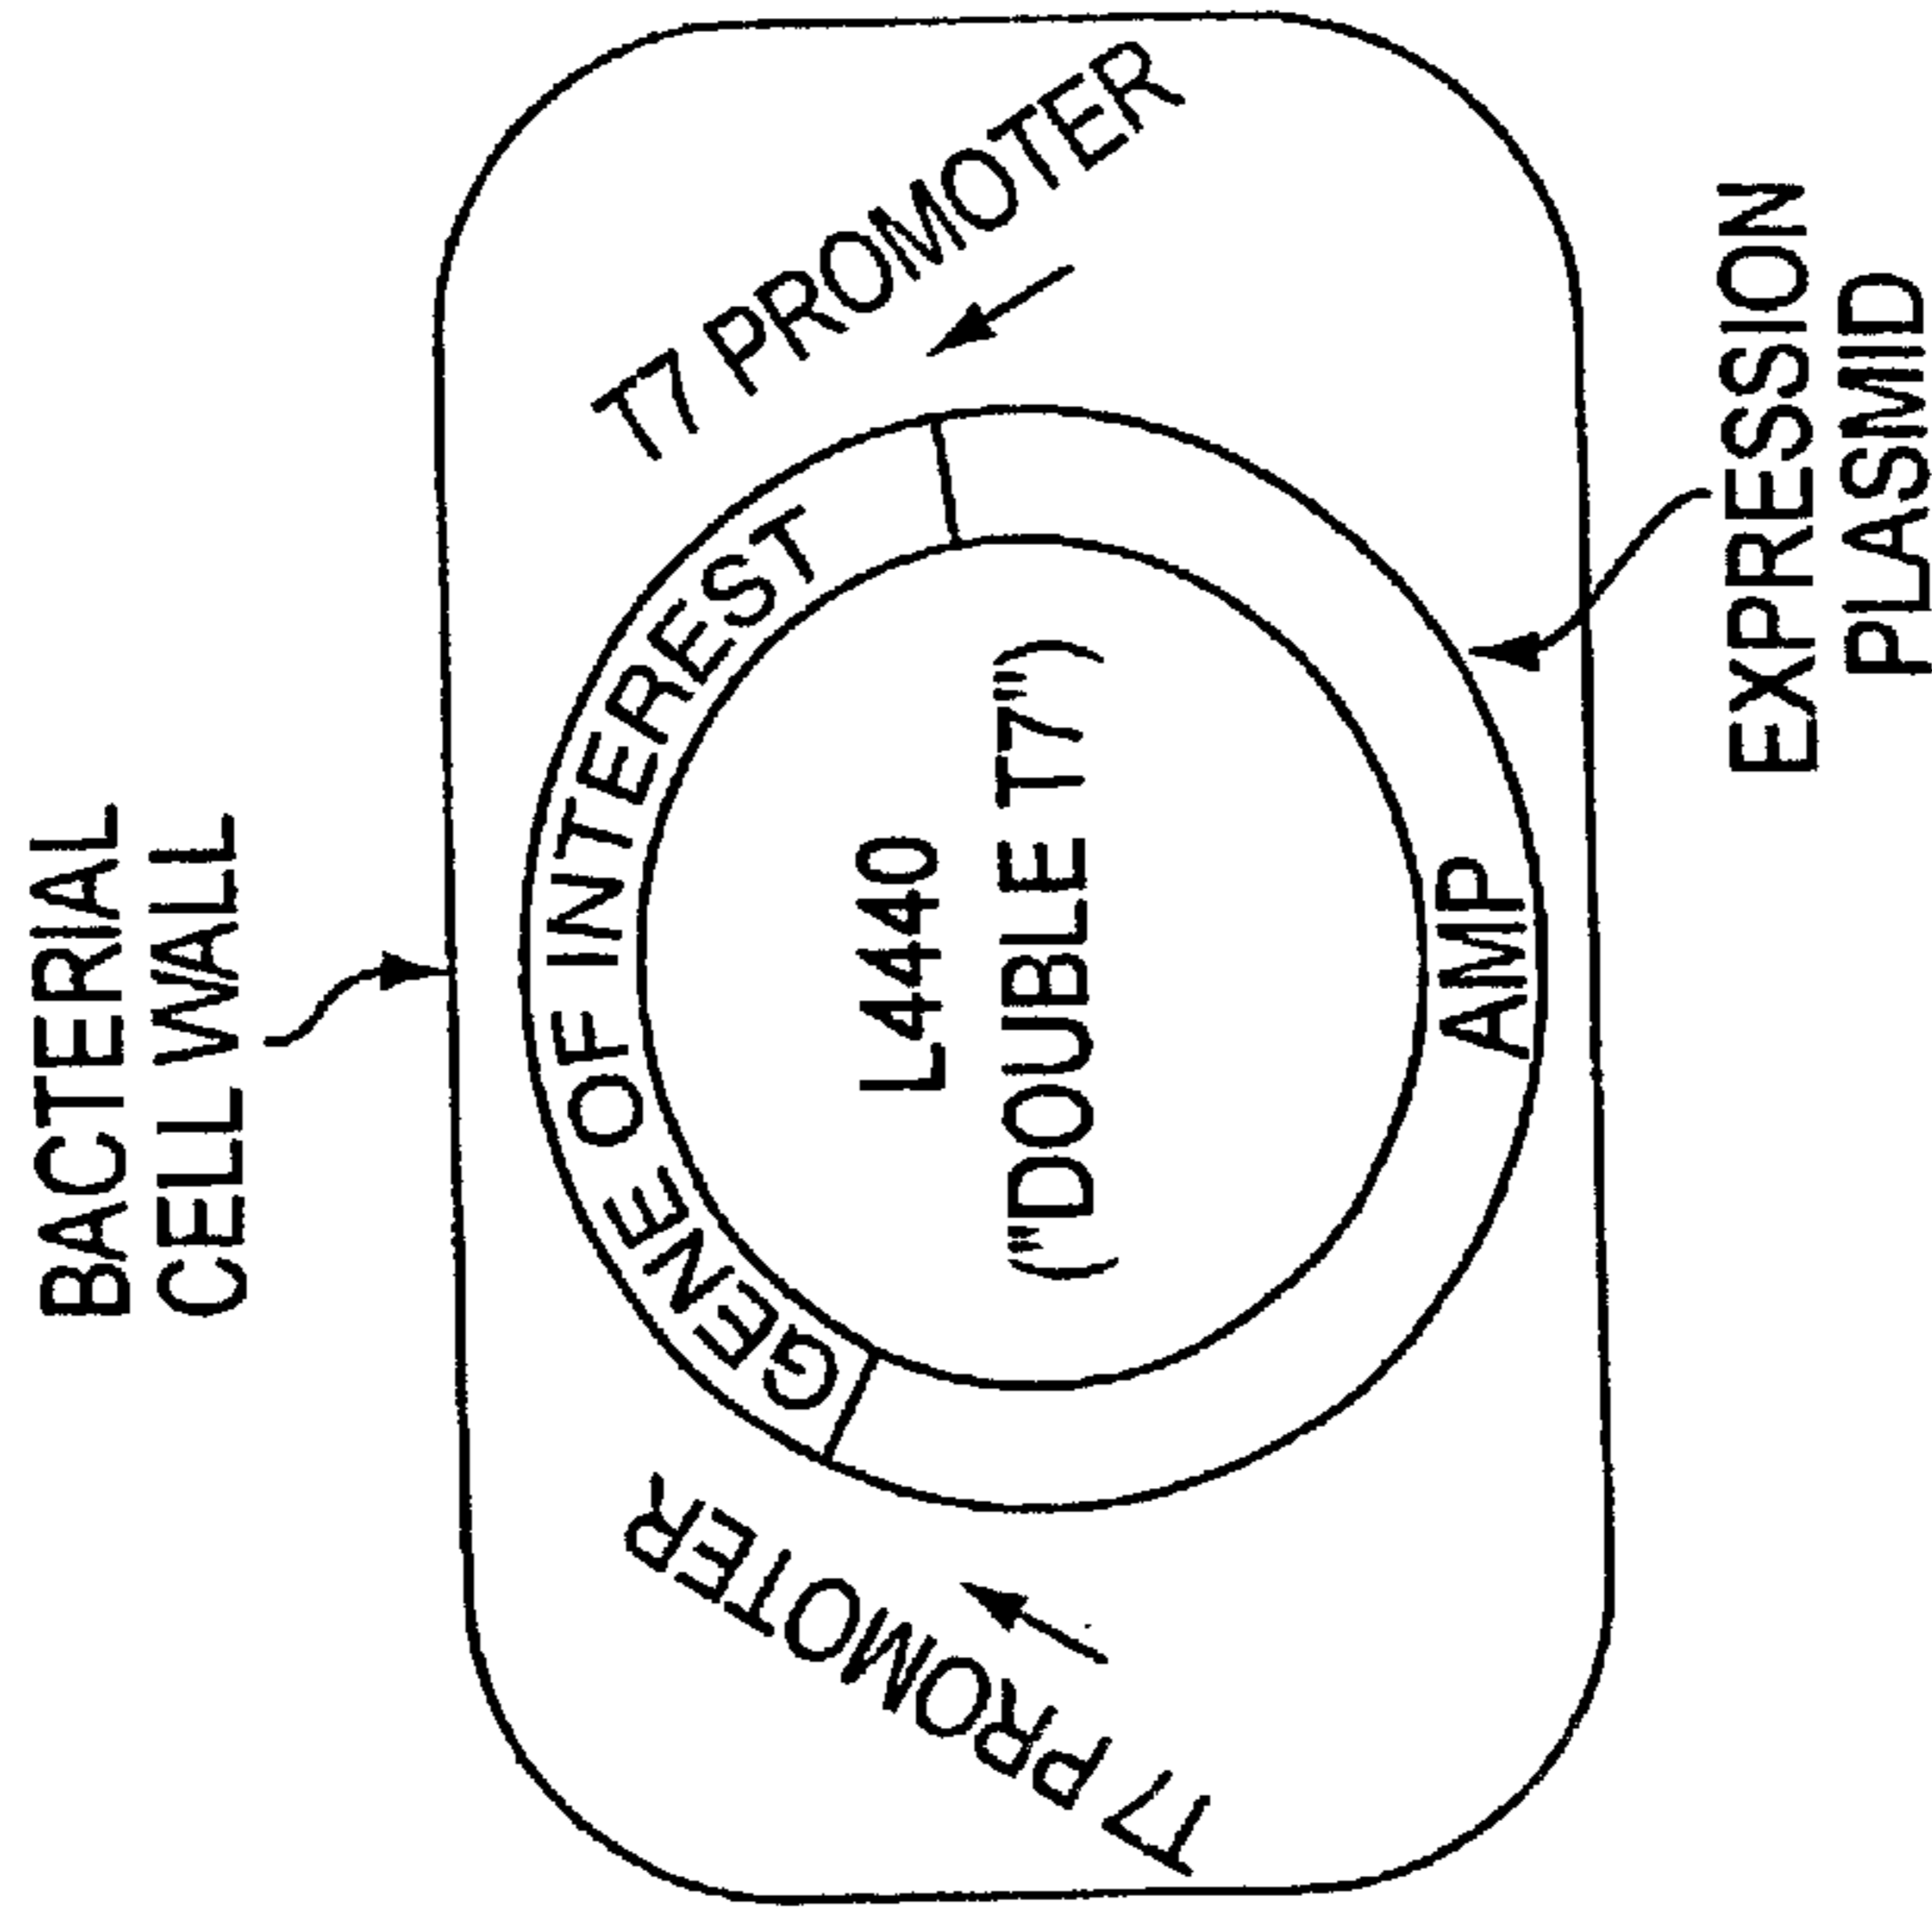 BACTERIAL
CELL WALL
T7 PROMOTER
GENE OF INTEREST
T7 PROMOTER
L4440
("DOUBLE T7")
AMP
EXPRESSION
PLASMID